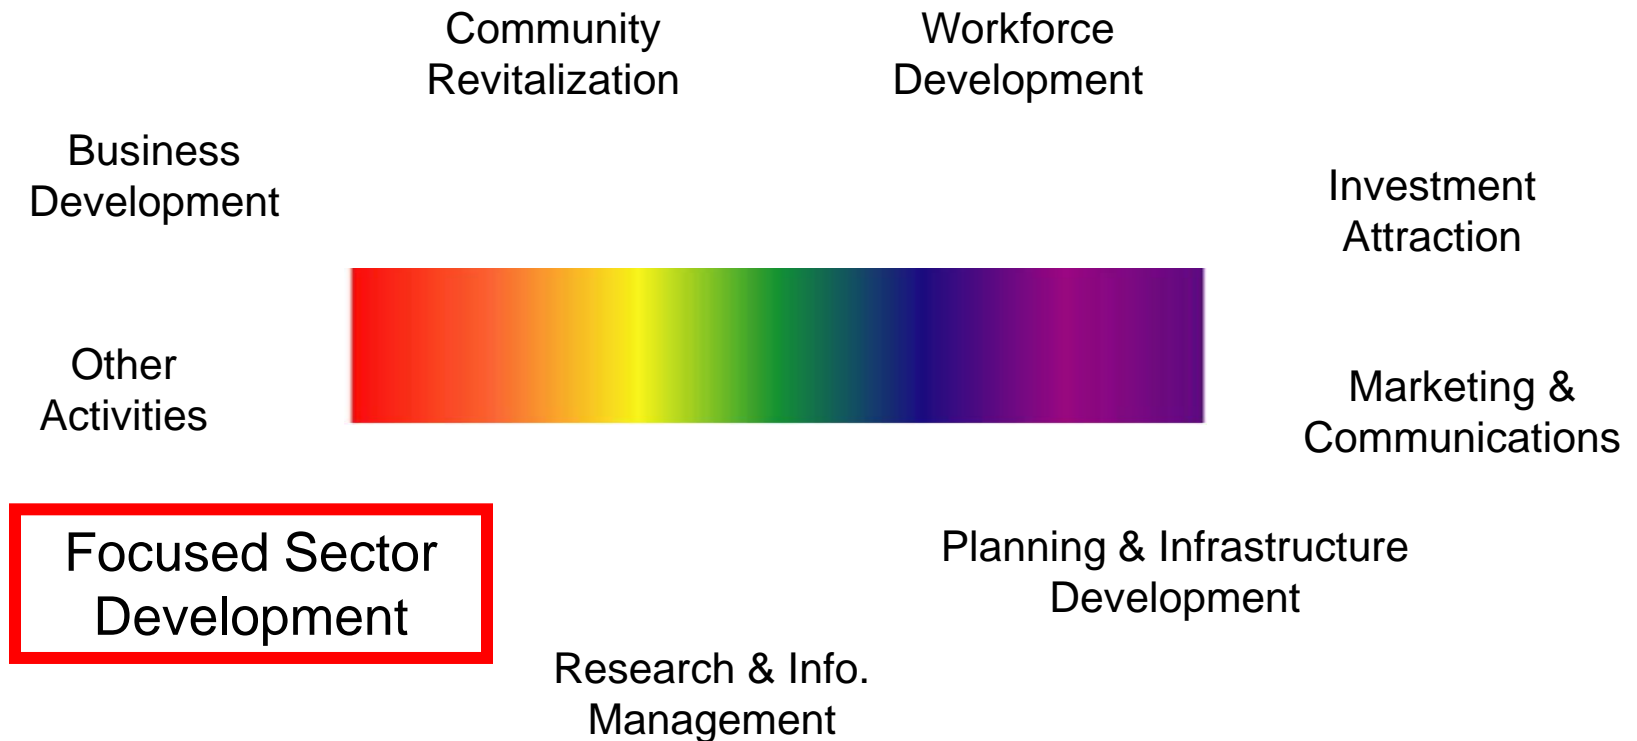 Community
Revitalization
Workforce
Development
Business
Development
Investment
Attraction
Other
Activities
Marketing &
Communications
Focused Sector
Development
Planning & Infrastructure
Development
Research & Info.
Management